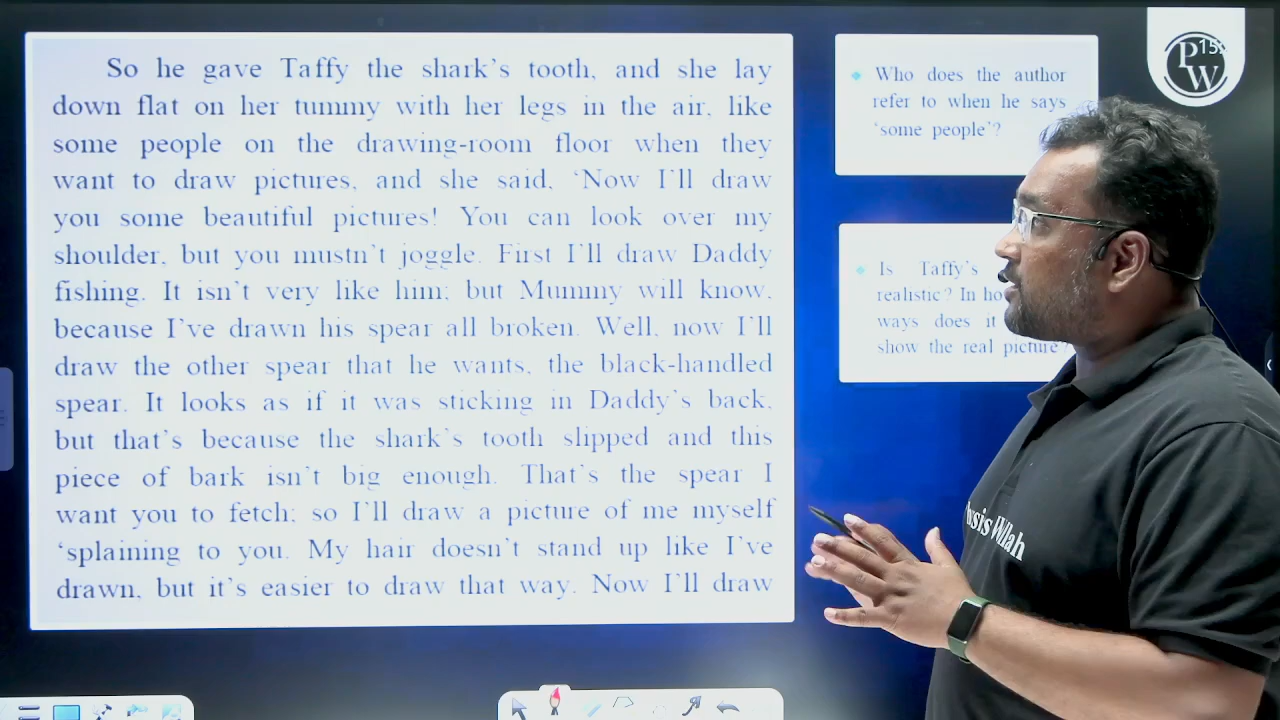 So he gave Taffy the shark's tooth, and she lay
down flat on her tummy with her legs in the air, like
some people on the drawing-room floor when they
want to draw pictures, and she said, 'Now I'll draw
you some beautiful pictures! You can look over my
shoulder, but you mustn't joggle. First I'll draw Daddy
fishing. It isn't very like him; but Mummy will know,
because I've drawn his spear all broken. Well, now I'll
draw the other spear that he wants, the black-handled
spear. It looks as if it was sticking in Daddy's back,
but that's because the shark's tooth slipped and this
piece of bark isn't big enough. That's the spear I
want you to fetch; so I'll draw a picture of me myself
'splaining to you. My hair doesn't stand up like I've
drawn, but it's easier to draw that way. Now I'll draw
Who does the author
refer to when he says
'some people'?
Is Taffy's
realistic? In
ways does it
show the real picture?
P
W